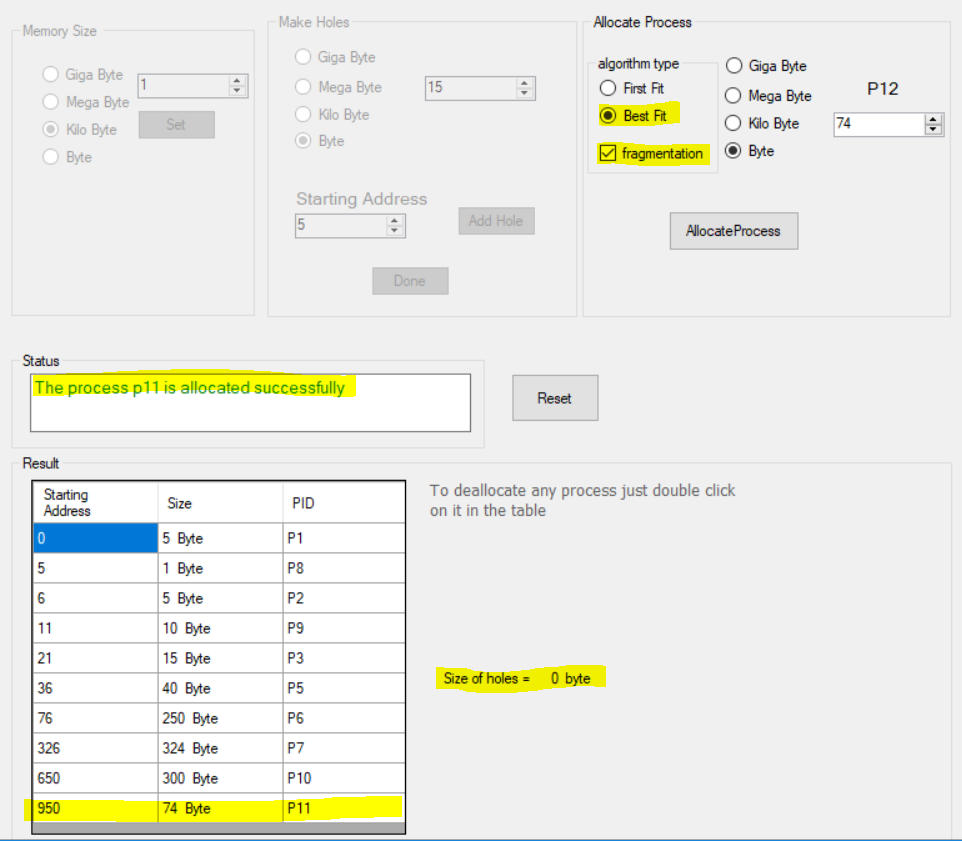 Memory Size
Giga Byte
1
Mega Byte
Kilo Byte
Set
Byte
Make Holes
Giga Byte
Mega Byte
15
Kilo Byte
Byte
Starting Address
5
Add Hole
Done
Allocate Process
algorithm type
First Fit
Best Fit
fragmentation
Giga Byte
Mega Byte
P12
Kilo Byte
74
Byte
AllocateProcess
Status
The process p11 is allocated successfully
Reset
Result
Starting
Address
Size
PID
0 5 Byte P1
5 1 Byte P8
6 5 Byte P2
11 10 Byte P9
21 15 Byte P3
36 40 Byte P5
76 250 Byte P6
326 324 Byte P7
650 300 Byte P10
950 74 Byte P11
To deallocate any process just double click
on it in the table
Size of holes = 0 byte